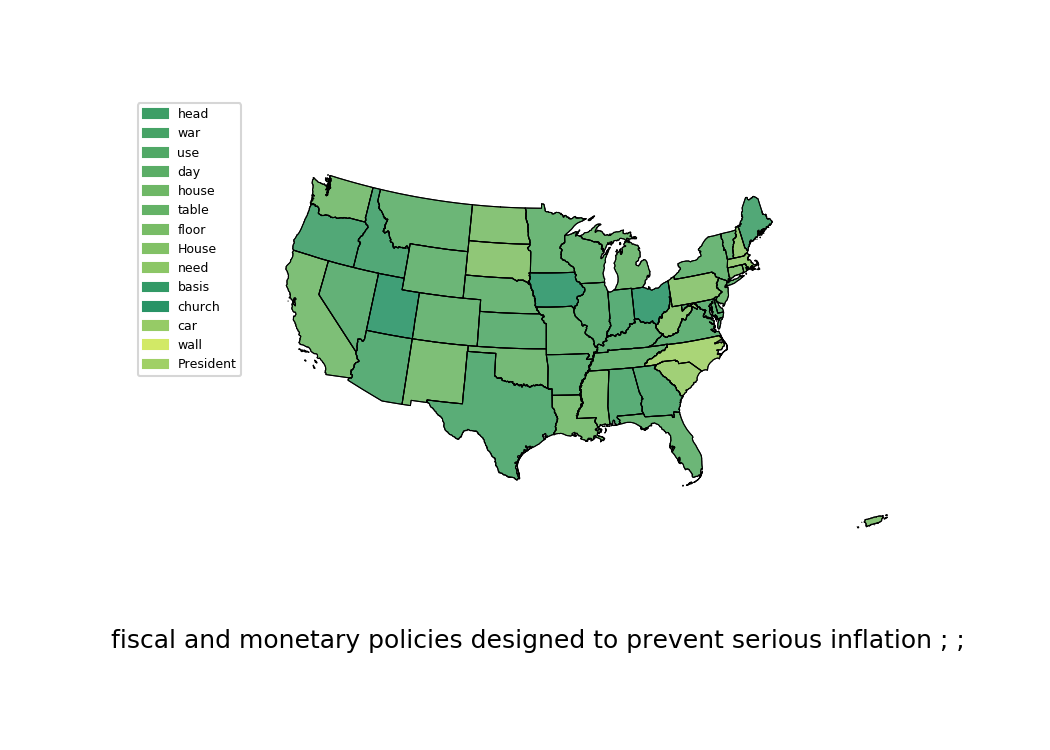 head
war
use
day
house
table
floor
House
need
basis
church
car
wall
President
fiscal and monetary policies designed to prevent serious inflation ; ;